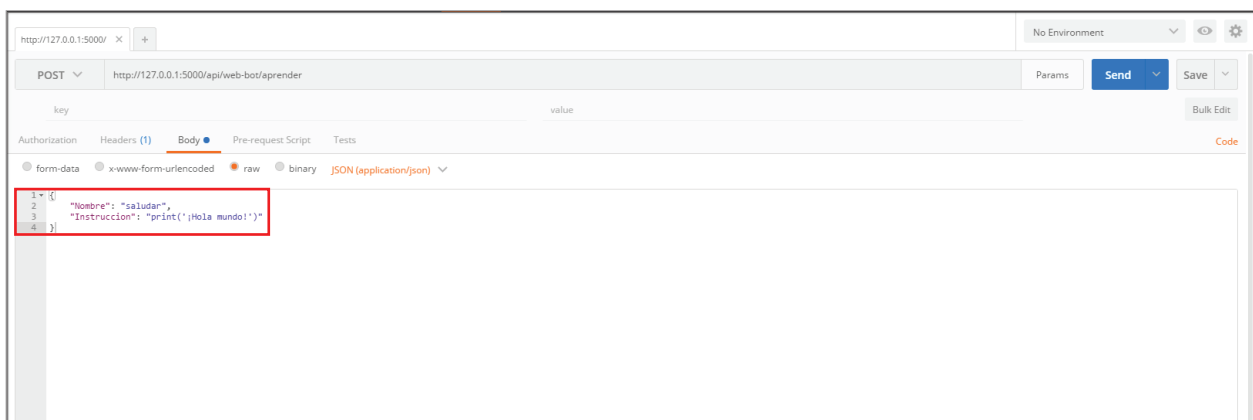 http://127.0.0.1:5000/ × +
No Environment
POST http://127.0.0.1:5000/api/web-bot/aprender Params Send Save
key value Bulk Edit
Authorization Headers (1) Body Pre-request Script Tests Code
form-data x-www-form-urlencoded raw binary JSON (application/json)
1 {
2 "Nombre": "saludar",
3 "Instruccion": "print('¡Hola mundo!')"
4 }